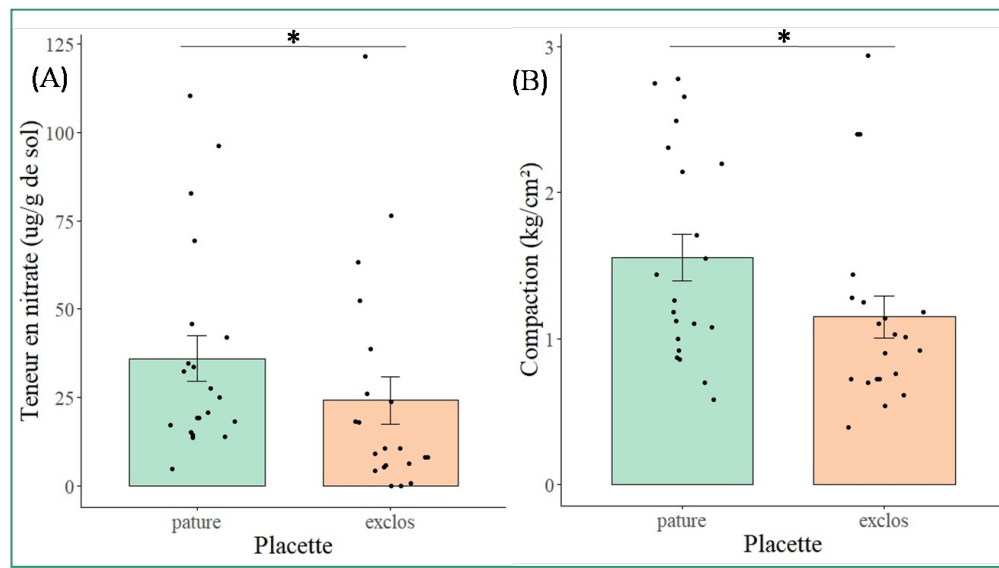 *
(A)
Teneur en nitrate (ug/g de sol)
125
100
75
50
25
0
pature exclos
Placette
*
(B)
Compaction (kg/cm²)
3
2
1
0
pature exclos
Placette